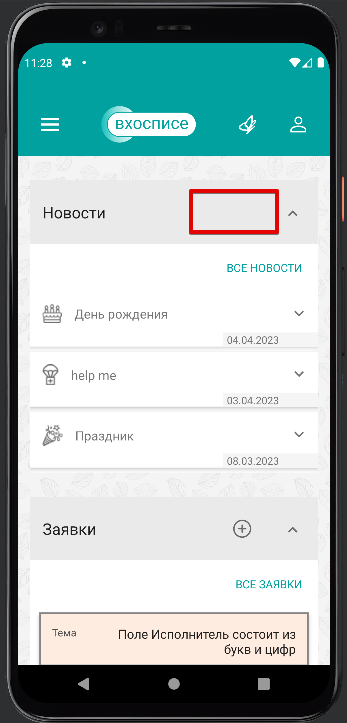 11:28
вхосписе
Новости
ВСЕ НОВОСТИ
День рождения
04.04.2023
help me
03.04.2023
Праздник
08.03.2023
Заявки
ВСЕ ЗАЯВКИ
Тема
Поле Исполнитель состоит из
букв и цифр